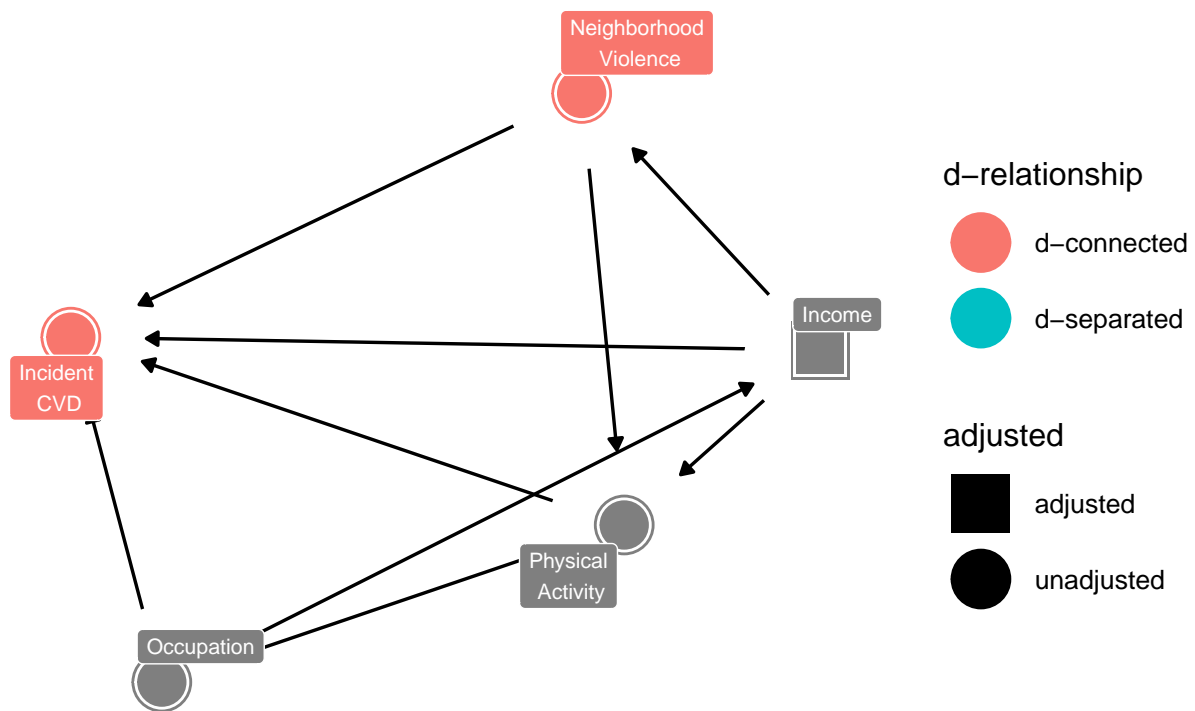 Neighborhood
Violence
Income
Incident
CVD
Physical
Activity
Occupation
d−relationship
d−connected
d−separated
adjusted
adjusted
unadjusted